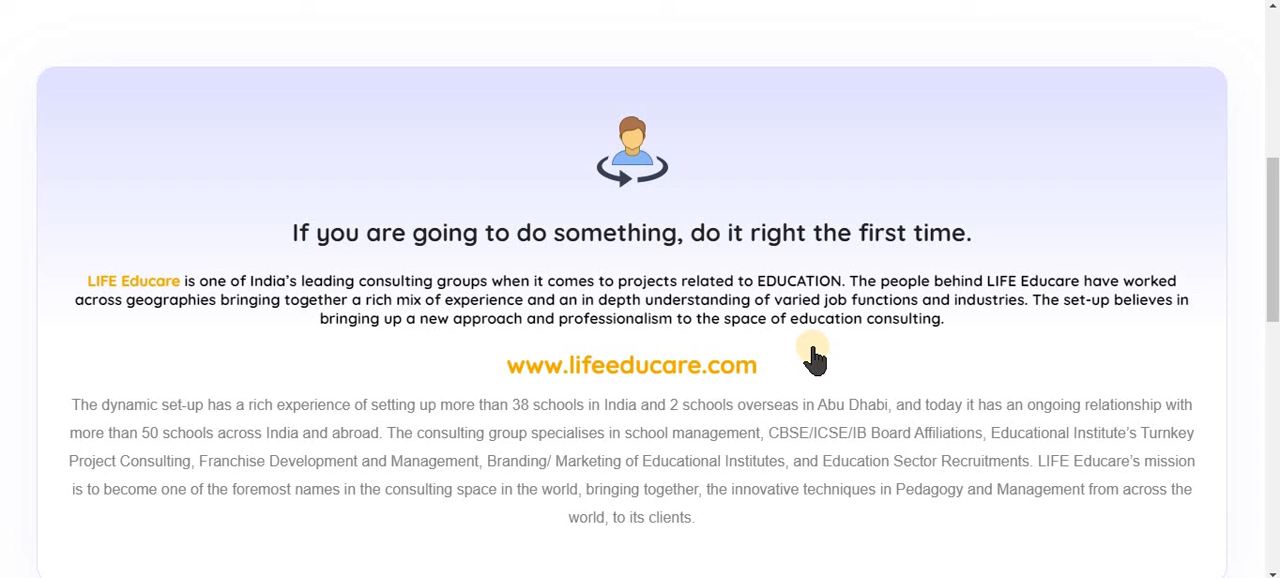 If you are going to do something, do it right the first time.
LIFE Educare is one of India's leading consulting groups when it comes to projects related to EDUCATION. The people behind LIFE Educare have worked
across geographies bringing together a rich mix of experience and an in depth understanding of varied job functions and industries. The set-up believes in
bringing up a new approach and professionalism to the space of education consulting.
www.lifeeducare.com
The dynamic set-up has a rich experience of setting up more than 38 schools in India and 2 schools overseas in Abu Dhabi, and today it has an ongoing relationship with
more than 50 schools across India and abroad. The consulting group specialises in school management, CBSE/ICSE/IB Board Affiliations, Educational Institute's Turnkey
Project Consulting, Franchise Development and Management, Branding/ Marketing of Educational Institutes, and Education Sector Recruitments. LIFE Educare's mission
is to become one of the foremost names in the consulting space in the world, bringing together, the innovative techniques in Pedagogy and Management from across the
world, to its clients.